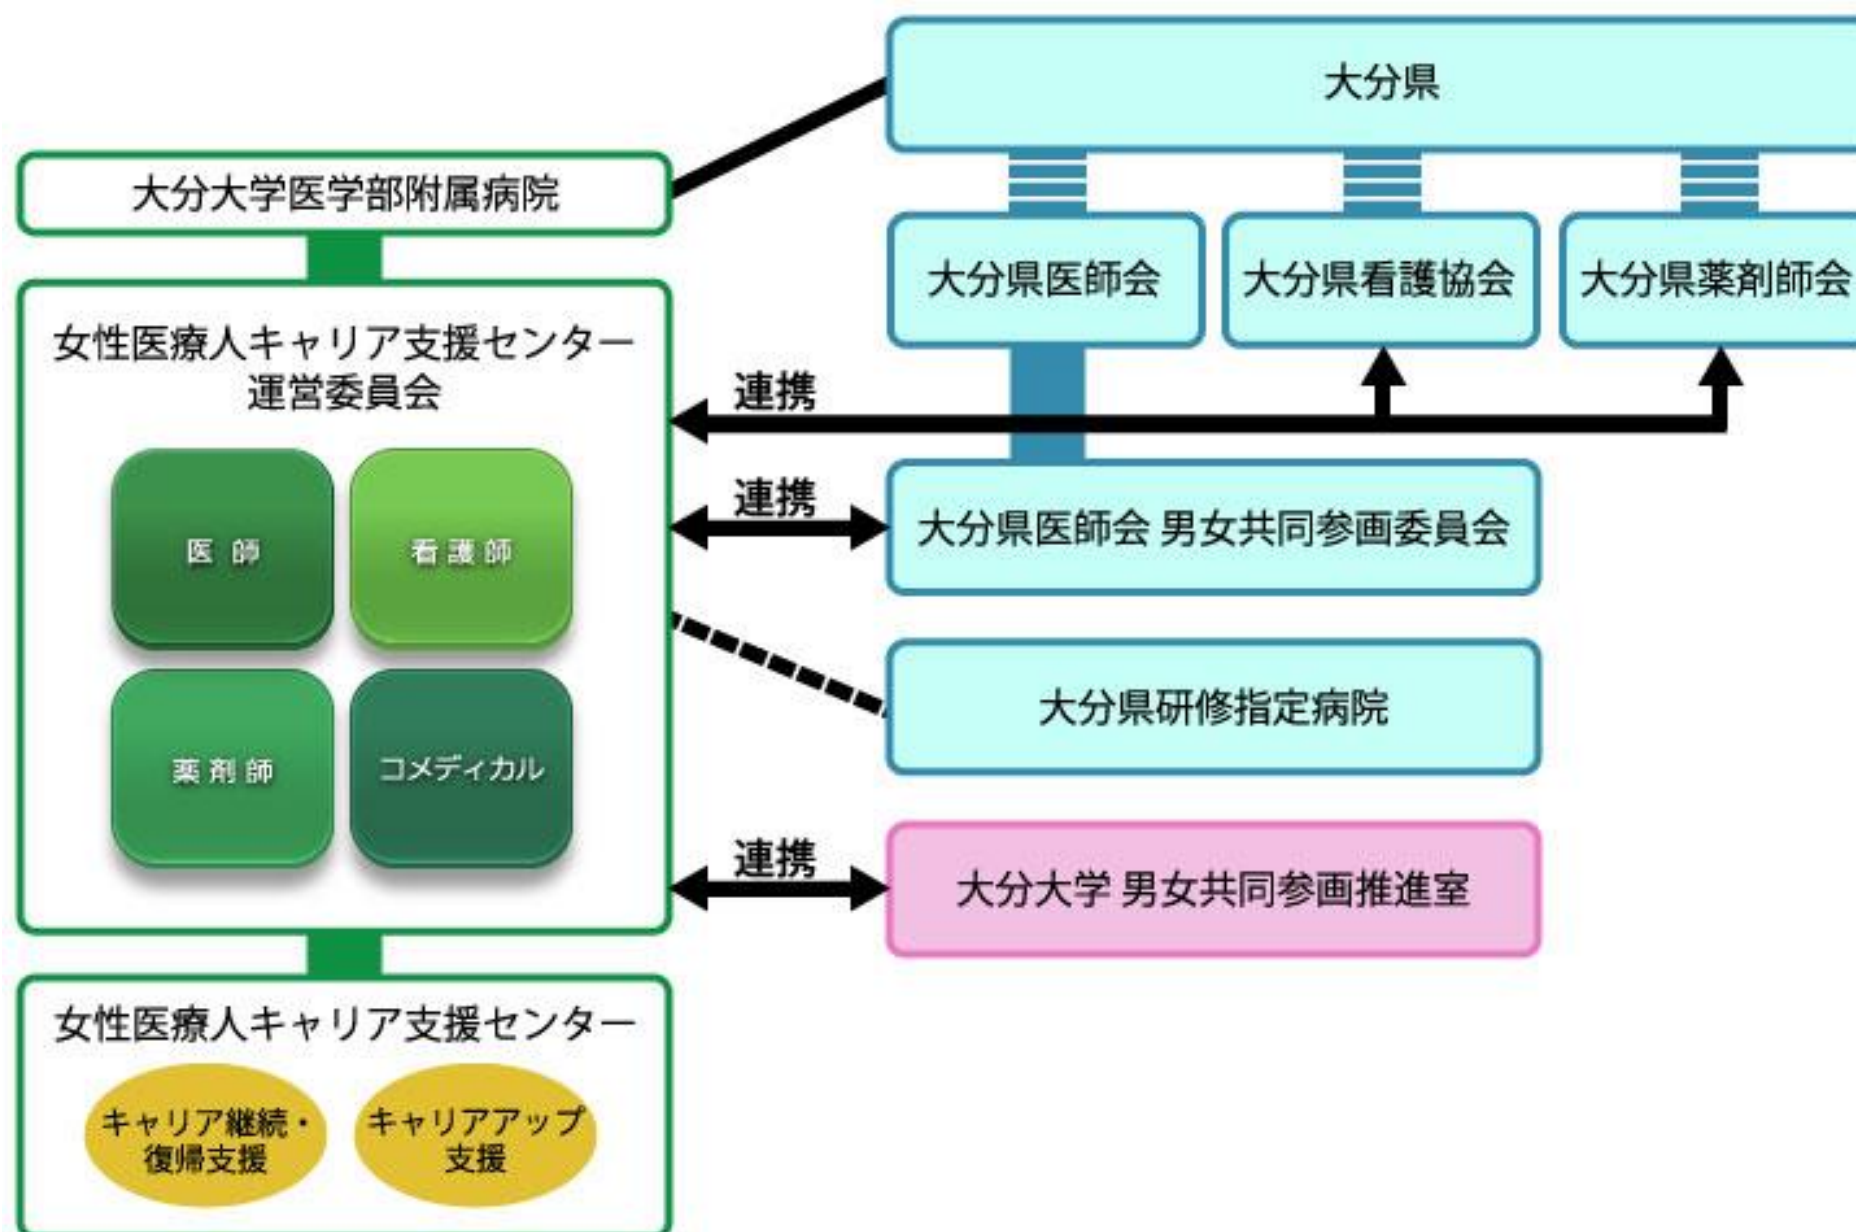 大分県
大分大学医学部附属病院
大分県医師会
大分県看護協会
大分県薬剤師会
女性医療人キャリア支援センター
運営委員会
連携
連携
大分県医師会 男女共同参画委員会
医 師
看護師
大分県研修指定病院
薬剤師
コメディカル
連携
大分大学 男女共同参画推進室
女性医療人キャリア支援センター
キャリア継続・
復帰支援
キャリアアップ
支援